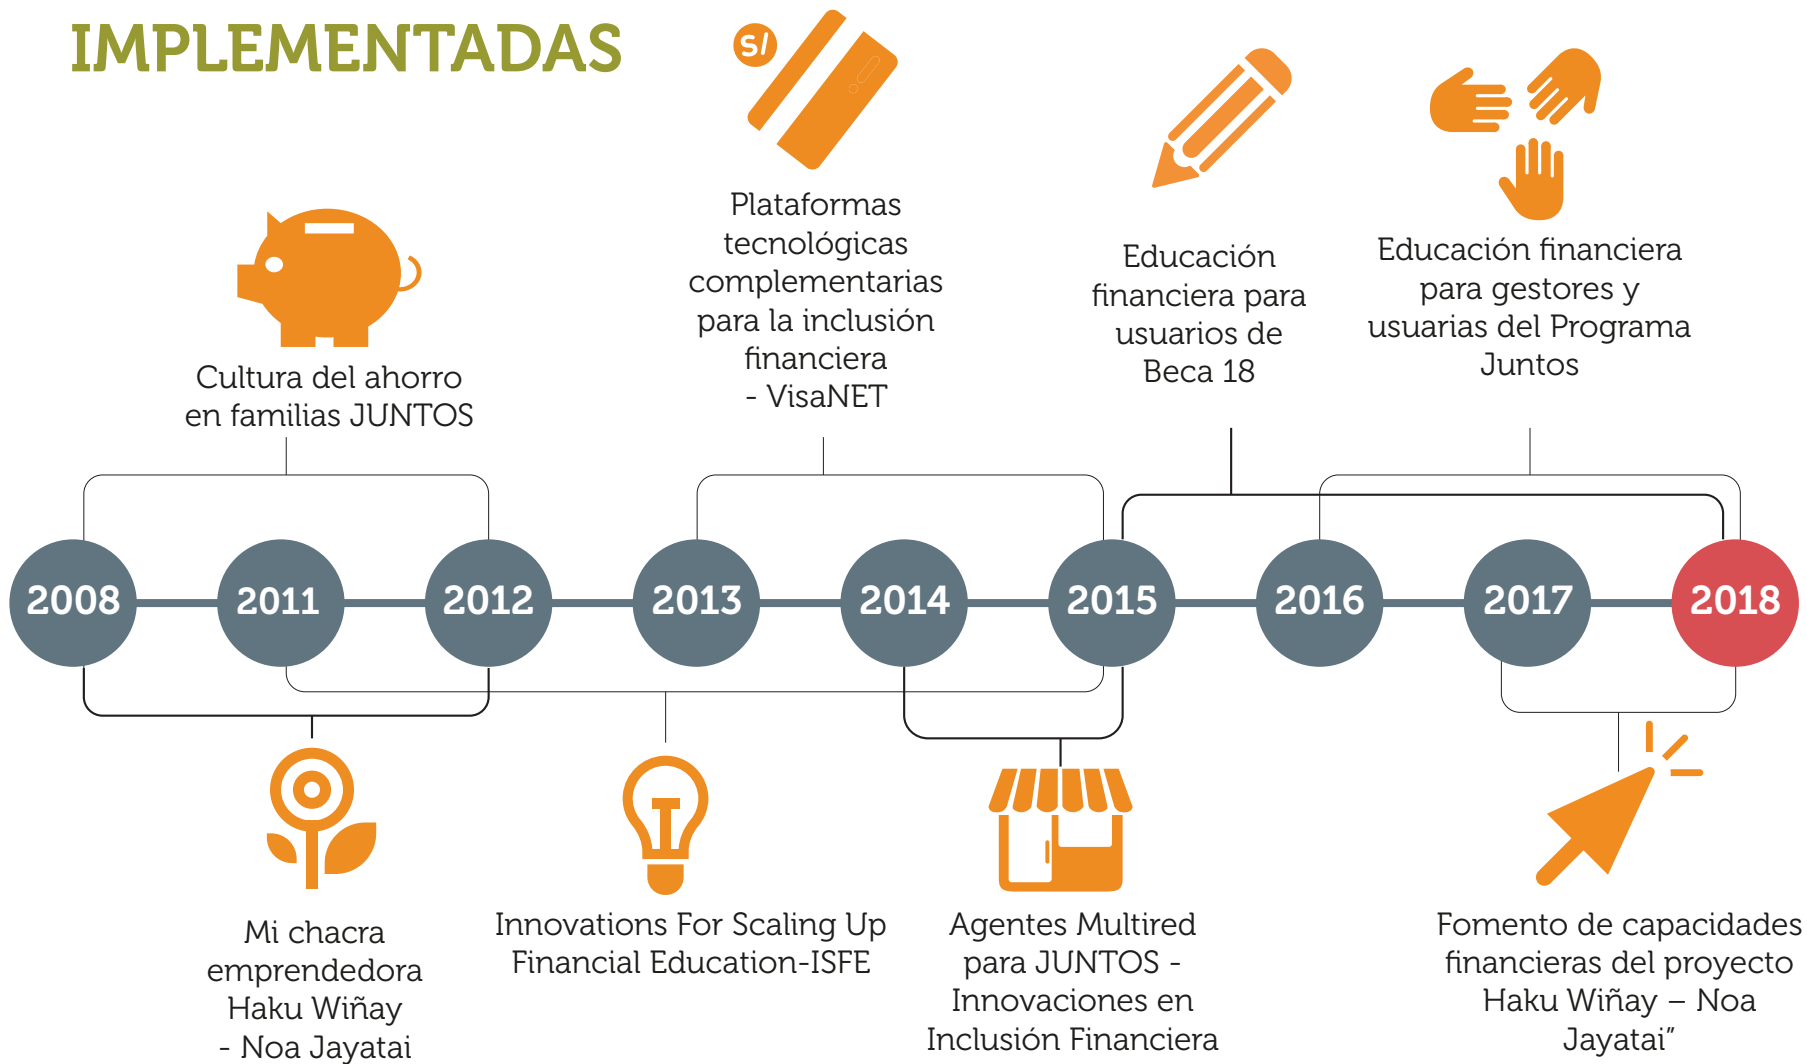 IMPLEMENTADAS
S/
Plataformas
tecnológicas
complementarias
para la inclusión
financiera
- VisaNET
Educación
financiera para
usuarios de
Beca 18
Educación financiera
para gestores y
usuarias del Programa
Juntos
Cultura del ahorro
en familias JUNTOS
2008
2011
2012
2013
2014
2015
2016
2017
2018
Mi chacra
emprendedora
Haku Wiñay
- Noa Jayatai
Innovations For Scaling Up
Financial Education-ISFE
Agentes Multired
para JUNTOS -
Innovaciones en
Inclusión Financiera
Fomento de capacidades
financieras del proyecto
Haku Wiñay – Noa
Jayatai”